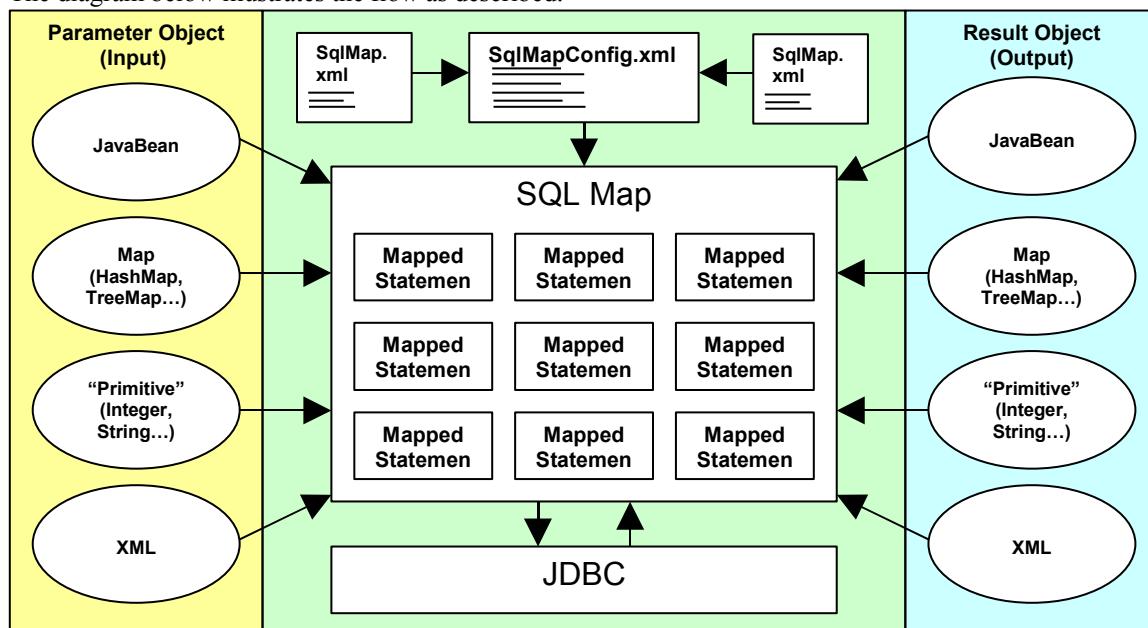 The diagram below illustrates the flow as described.
Parameter Object
(Input)
JavaBean
Map
(HashMap,
TreeMap…)
“Primitive”
(Integer,
String…)
XML
SqlMap.
xml
SqlMapConfig.xml
SqlMap.
xml
SQL Map
Mapped
Statemen
Mapped
Statemen
Mapped
Statemen
Mapped
Statemen
Mapped
Statemen
Mapped
Statemen
Mapped
Statemen
Mapped
Statemen
Mapped
Statemen
JDBC
Result Object
(Output)
JavaBean
Map
(HashMap,
TreeMap…)
“Primitive”
(Integer,
String…)
XML